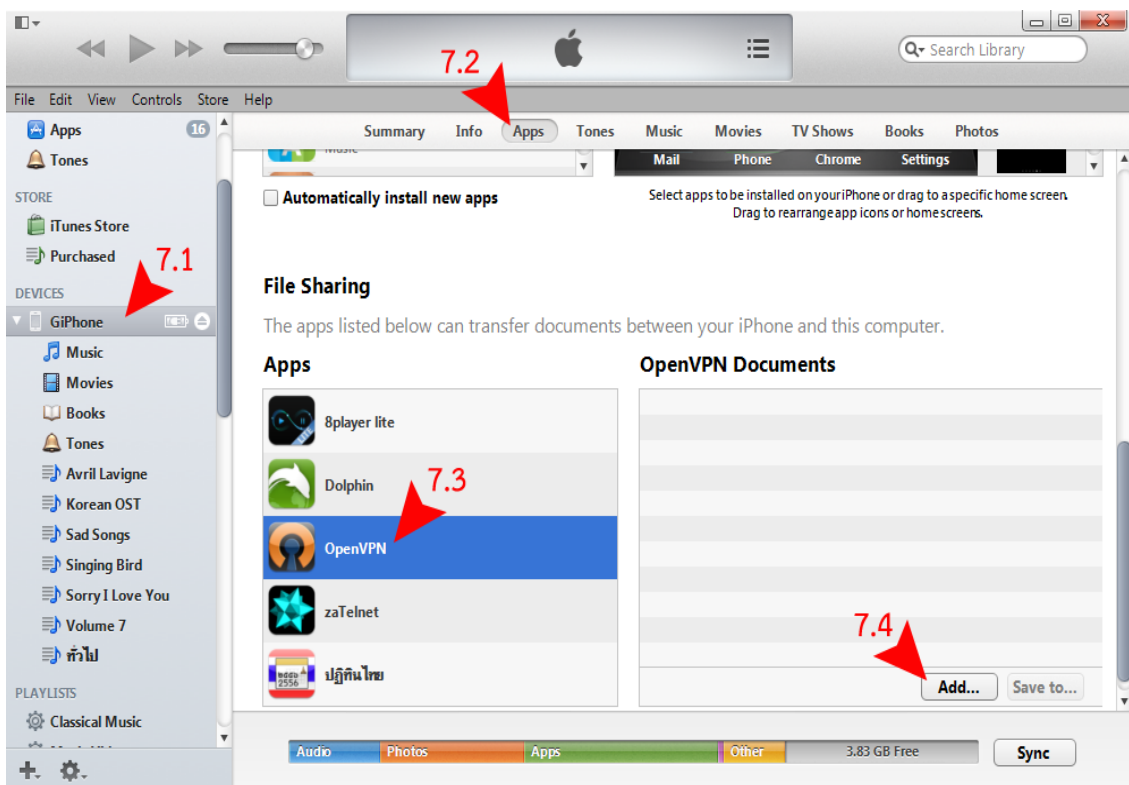 7.2
Search Library
File Edit View Controls Store Help
Apps 16
Tones
STORE
iTunes Store
Purchased
7.1
DEVICES
GiPhone
Music
Movies
Books
Tones
Avril Lavigne
Korean OST
Sad Songs
Singing Bird
Sorry I Love You
Volume 7
ทั่วไป
PLAYLISTS
Classical Music
Summary Info Apps Tones Music Movies TV Shows Books Photos
Mail Phone Chrome Settings
Automatically install new apps
Select apps to be installed on your iPhone or drag to a specific home screen.
Drag to rearrange app icons or home screens.
File Sharing
The apps listed below can transfer documents between your iPhone and this computer.
Apps
8player lite
Dolphin
7.3
OpenVPN
zaTelnet
2556
ปฏิทินไทย
OpenVPN Documents
7.4
Add... Save to...
Audio Photos Apps Other 3.83 GB Free Sync